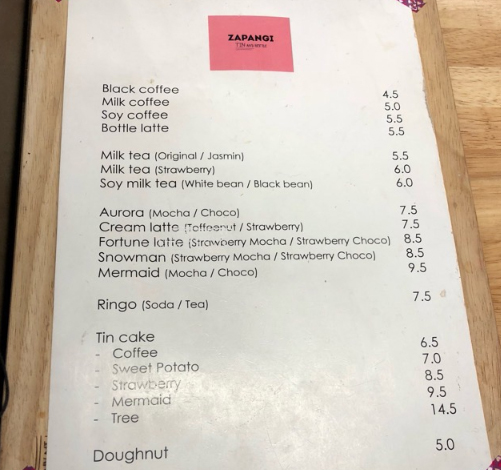 ZAPANGI
Black coffee 4.5
Milk coffee 5.0
Soy coffee 5.5
Bottle latte 5.5
Milk tea (Original / Jasmin) 5.5
Milk tea (Strawberry) 6.0
Soy milk tea (White bean / Black bean) 6.0
Aurora (Mocha / Choco) 7.5
Cream latte (Toffeenut / Strawberry) 7.5
Fortune latte (Strawberry Mocha / Strawberry Choco) 8.5
Snowman (Strawberry Mocha / Strawberry Choco) 8.5
Mermaid (Mocha / Choco) 9.5
Ringo (Soda / Tea) 7.5
Tin cake
- Coffee 6.5
- Sweet Potato 7.0
- Strawberry 8.5
- Mermaid 9.5
- Tree 14.5
Doughnut 5.0